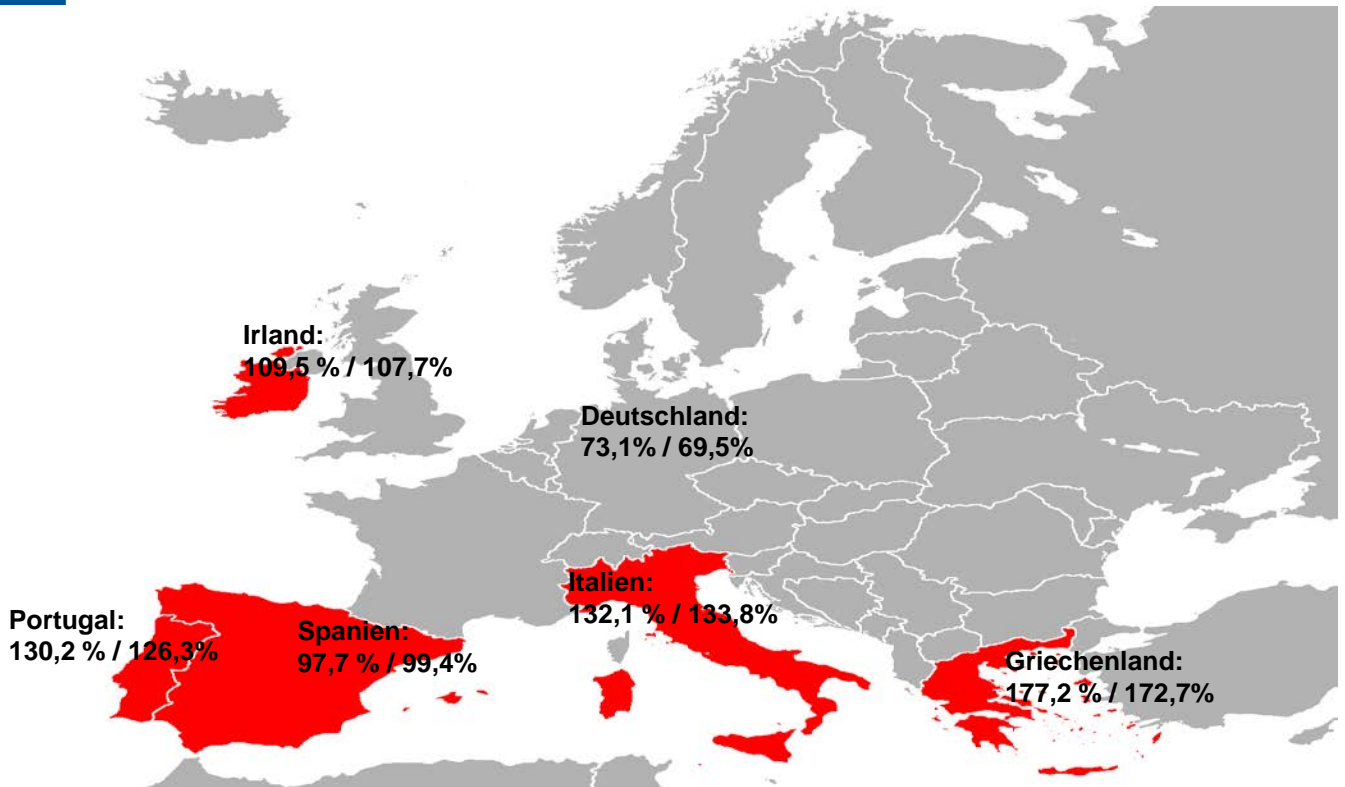 Irland:
109,5 % / 107,7%
Deutschland:
73,1% / 69,5%
Italien:
132,1 % / 133,8%
Portugal:
130,2 % / 126,3%
Spanien:
97,7 % / 99,4%
Griechenland:
177,2 % / 172,7%